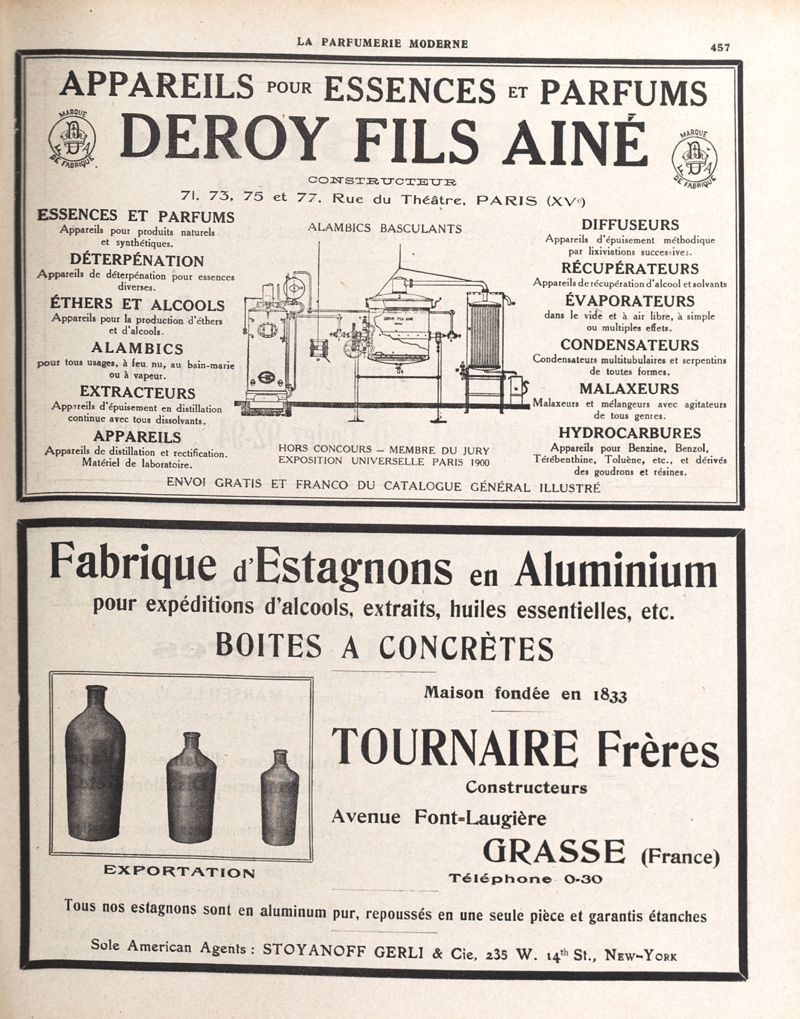 LA PARFUMERIE MODERNE
457
APPAREILS POUR ESSENCES ET PARFUMS
DEROY FILS AINÉ
MARQUE
DE FABRIQUE
MARQUE
DE FABRIQUE
CONSTRUCTEUR
71, 73, 75 et 77, Rue du Théâtre, PARIS (XVe)
ESSENCES ET PARFUMS
Appareils pour produits naturels
et synthétiques.
DÉTERPÉNATION
Appareils de déterpénation pour essences
diverses.
ÉTHERS ET ALCOOLS
Appareils pour la production d'éthers
et d'alcools.
ALAMBICS
pour tous usages, à feu nu, au bain-marie
ou à vapeur.
EXTRACTEURS
Appareils d'épuisement en distillation
continue avec tous dissolvants.
APPAREILS
Appareils de distillation et rectification.
Matériel de laboratoire.
ALAMBICS BASCULANTS
DEROY FILS AINE
PARIS
HORS CONCOURS — MEMBRE DU JURY
EXPOSITION UNIVERSELLE PARIS 1900
DIFFUSEURS
Appareils d'épuisement méthodique
par lixiviations successives.
RÉCUPÉRATEURS
Appareils de récupération d'alcool et solvants
ÉVAPORATEURS
dans le vide et à air libre, à simple
ou multiples effets.
CONDENSATEURS
Condensateurs multitubulaires et serpentins
de toutes formes.
MALAXEURS
Malaxeurs et mélangeurs avec agitateurs
de tous genres.
HYDROCARBURES
Appareils pour Benzine, Benzol,
Térébenthine, Toluène, etc., et dérivés
des goudrons et résines.
ENVOI GRATIS ET FRANCO DU CATALOGUE GÉNÉRAL ILLUSTRÉ
Fabrique d'Estagnons en Aluminium
pour expéditions d'alcools, extraits, huiles essentielles, etc.
BOITES A CONCRÈTES
Maison fondée en 1833
TOURNAIRE Frères
Constructeurs
Avenue Font-Laugière
GRASSE (France)
Téléphone 0-30
EXPORTATION
Tous nos estagnons sont en aluminum pur, repoussés en une seule pièce et garantis étanches
Sole American Agents : STOYANOFF GERLI & Cie, 235 W. 14th St., NEW-YORK